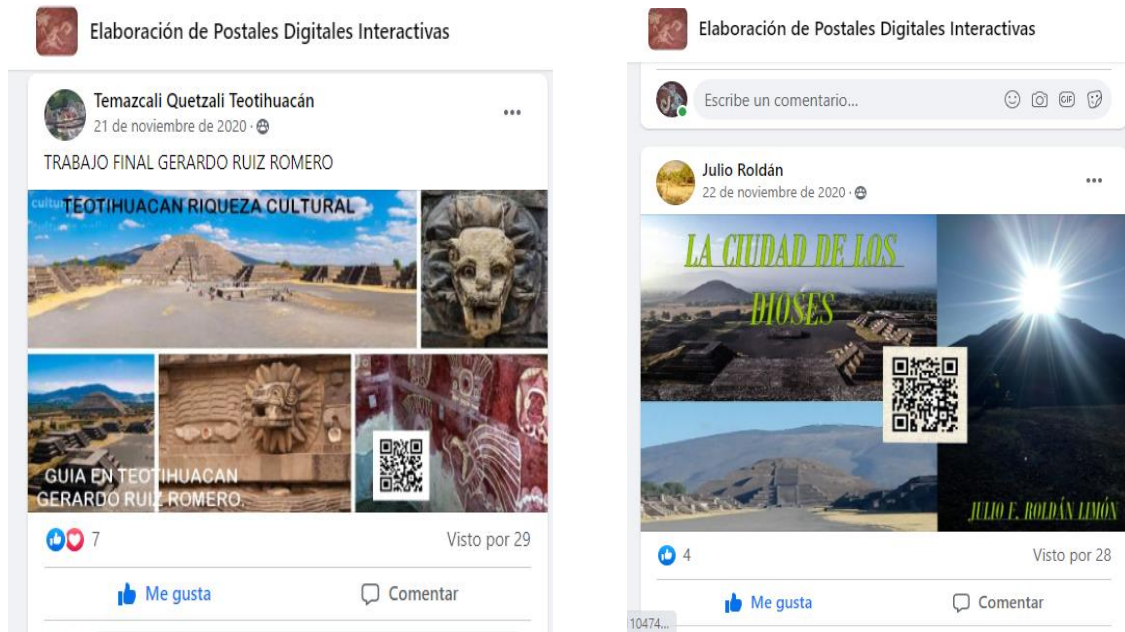 Elaboración de Postales Digitales Interactivas
Temazcali Quetzali Teotihuacán
21 de noviembre de 2020 ·
TRABAJO FINAL GERARDO RUIZ ROMERO
TEOTIHUACAN RIQUEZA CULTURAL
GUIA EN TEOTIHUACAN
GERARDO RUIZ ROMERO.
7
Visto por 29
Me gusta
Comentar
Elaboración de Postales Digitales Interactivas
Escribe un comentario...
GIF
Julio Roldán
22 de noviembre de 2020 ·
LA CIUDAD DE LOS
DIOSES
JULIO F. ROLDÁN LIMÓN
4
Visto por 28
Me gusta
Comentar
10474...